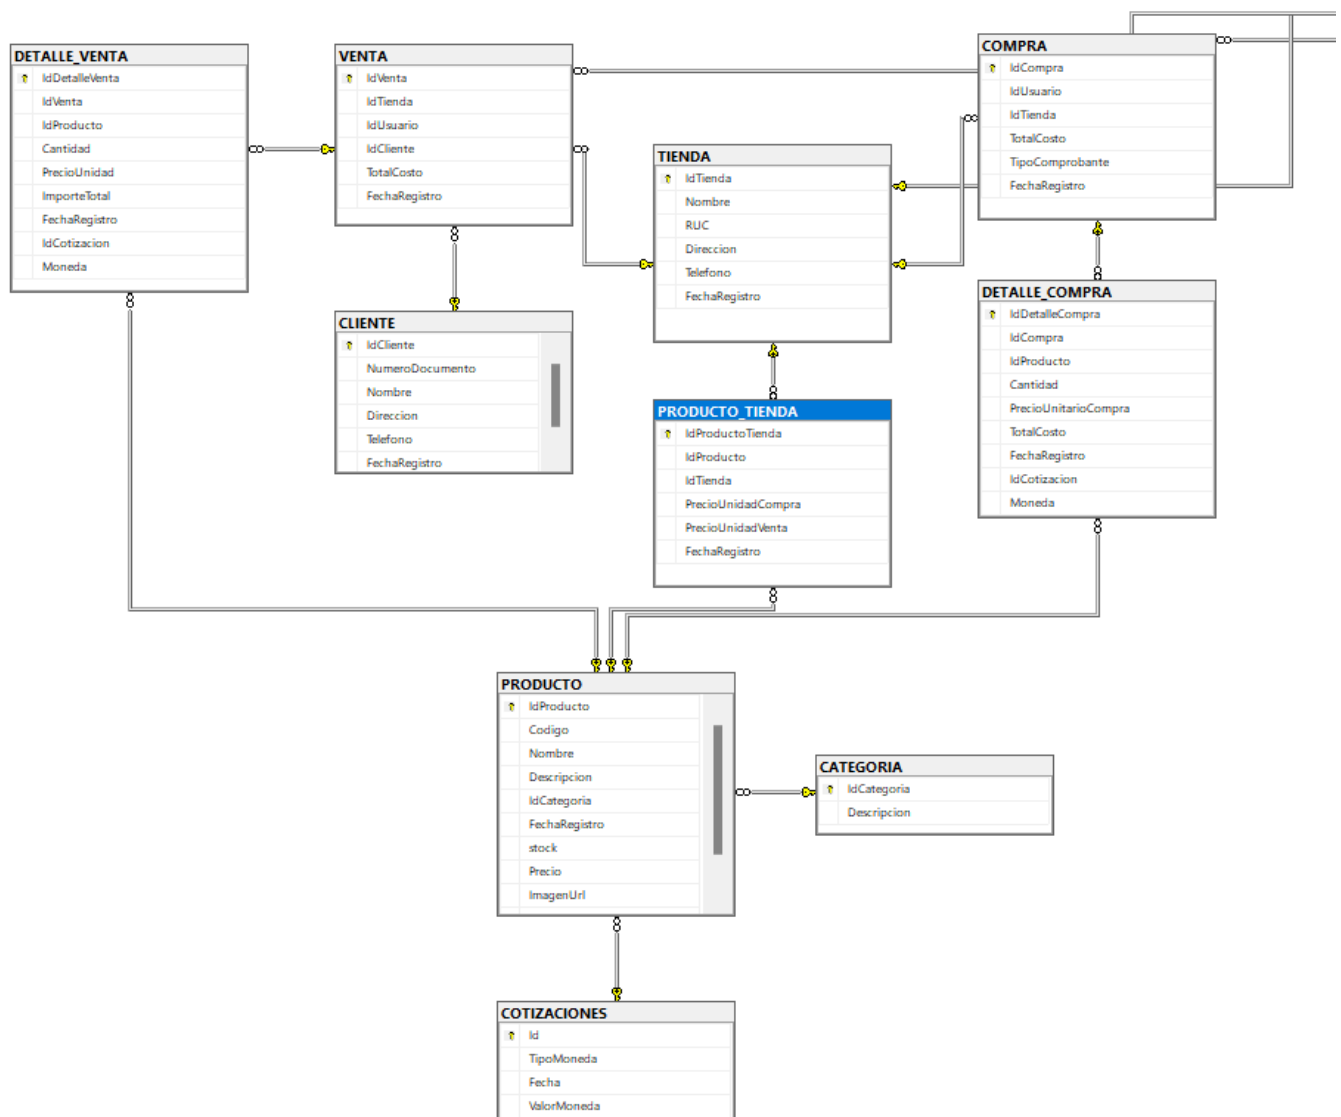 DETALLE_VENTA
IdDetalleVenta
IdVenta
IdProducto
Cantidad
PrecioUnidad
ImporteTotal
FechaRegistro
IdCotizacion
Moneda
VENTA
IdVenta
IdTienda
IdUsuario
IdCliente
TotalCosto
FechaRegistro
CLIENTE
IdCliente
NumeroDocumento
Nombre
Direccion
Telefono
FechaRegistro
TIENDA
IdTienda
Nombre
RUC
Direccion
Telefono
FechaRegistro
PRODUCTO_TIENDA
IdProductoTienda
IdProducto
IdTienda
PrecioUnidadCompra
PrecioUnidadVenta
FechaRegistro
COMPRA
IdCompra
IdUsuario
IdTienda
TotalCosto
TipoComprobante
FechaRegistro
DETALLE_COMPRA
IdDetalleCompra
IdCompra
IdProducto
Cantidad
PrecioUnitarioCompra
TotalCosto
FechaRegistro
IdCotizacion
Moneda
PRODUCTO
IdProducto
Codigo
Nombre
Descripcion
IdCategoria
FechaRegistro
stock
Precio
ImagenUrl
CATEGORIA
IdCategoria
Descripcion
COTIZACIONES
Id
TipoMoneda
Fecha
ValorMoneda